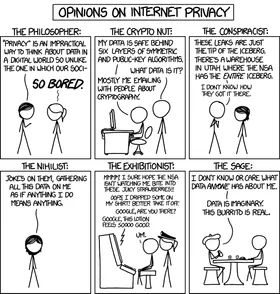 OPINIONS ON INTERNET PRIVACY
THE PHILOSOPHER:
"PRIVACY" IS AN IMPRACTICAL
WAY TO THINK ABOUT DATA IN
A DIGITAL WORLD SO UNLIKE
THE ONE IN WHICH OUR SOCI-
SO BORED.
THE CRYPTO NUT:
MY DATA IS SAFE BEHIND
SIX LAYERS OF SYMMETRIC
AND PUBLIC-KEY ALGORITHMS.
WHAT DATA IS IT?
MOSTLY ME EMAILING
WITH PEOPLE ABOUT
CRYPTOGRAPHY.
THE CONSPIRACIST:
THESE LEAKS ARE JUST
THE TIP OF THE ICEBERG.
THERE'S A WAREHOUSE
IN UTAH WHERE THE NSA
HAS THE ENTIRE ICEBERG.
I DON'T KNOW HOW
THEY GOT IT THERE.
THE NIHILIST:
JOKE'S ON THEM, GATHERING
ALL THIS DATA ON ME
AS IF ANYTHING I DO
MEANS ANYTHING.
THE EXHIBITIONIST:
MMMM, I SURE HOPE THE NSA
ISN'T WATCHING ME BITE INTO
THESE JUICY STRAWBERRIES!
OOPS, I DRIPPED SOME ON
MY SHIRT! BETTER TAKE IT OFF.
GOOGLE, ARE YOU THERE?
GOOGLE, THIS LOTION
FEELS SOOOO GOOD.
UM.
THE SAGE:
I DON'T KNOW OR CARE WHAT
DATA ANYONE HAS ABOUT ME.
DATA IS IMAGINARY.
THIS BURRITO IS REAL.